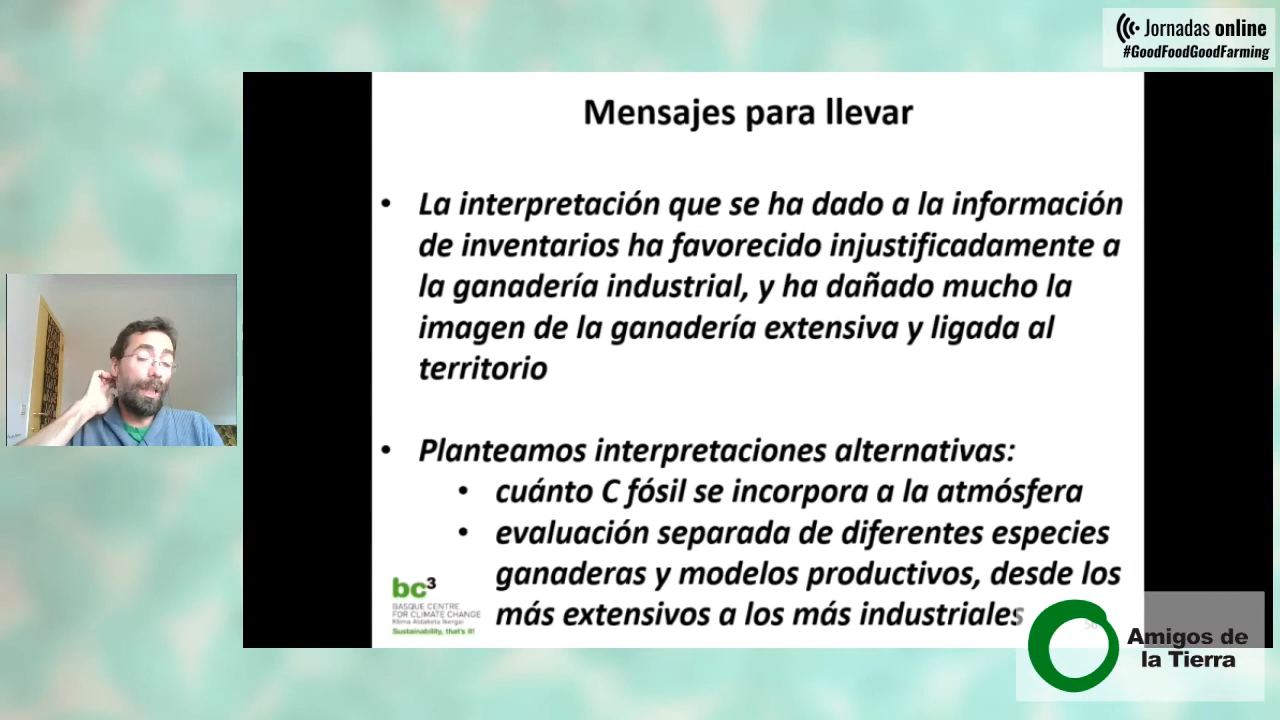 Jornadas online
#GoodFoodGoodFarming
Mensajes para llevar
• La interpretación que se ha dado a la información
de inventarios ha favorecido injustificadamente a
la ganadería industrial, y ha dañado mucho la
imagen de la ganadería extensiva y ligada al
territorio
• Planteamos interpretaciones alternativas:
• cuánto C fósil se incorpora a la atmósfera
• evaluación separada de diferentes especies
ganaderas y modelos productivos, desde los
más extensivos a los más industriales
bc³
BASQUE CENTRE
FOR CLIMATE CHANGE
Klima Aldaketa Ikergai
Sustainability, that's it!
Amigos de
la Tierra